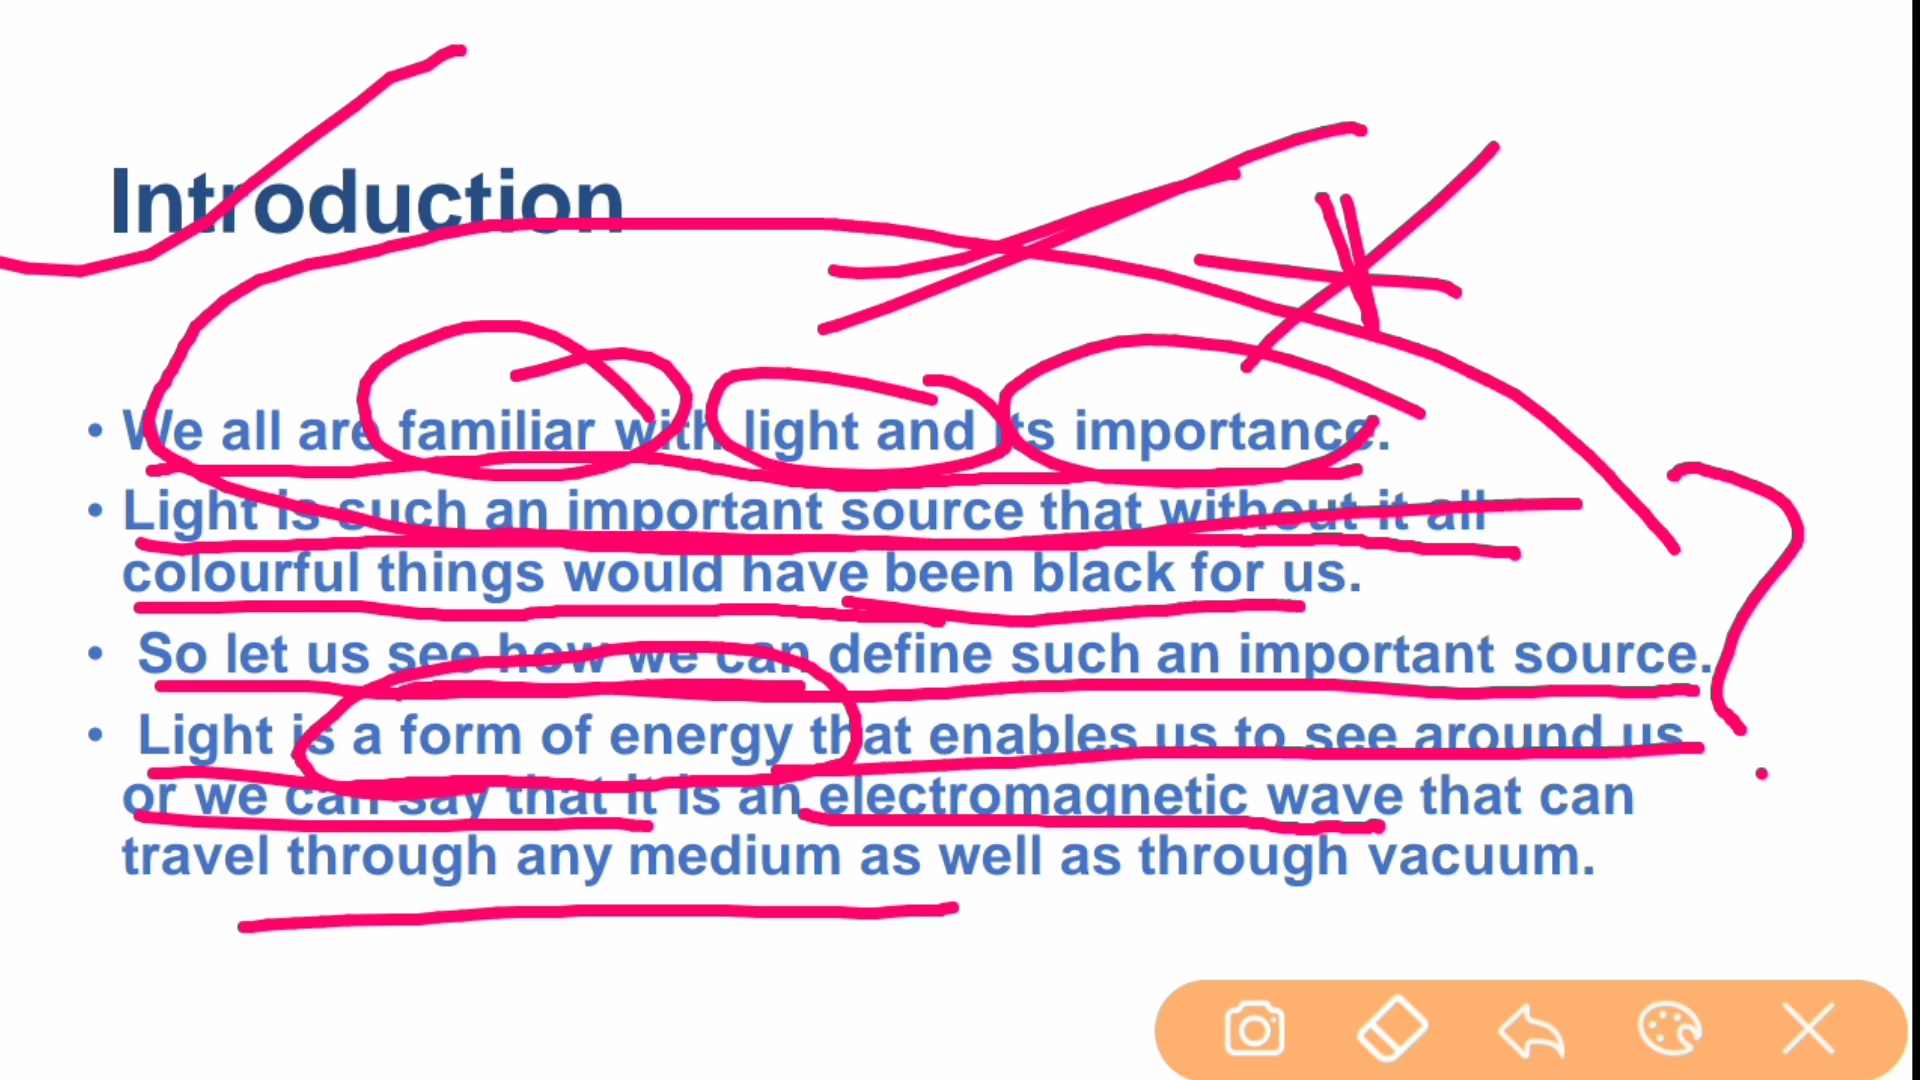 Introduction
• We all are familiar with light and its importance.
• Light is such an important source that without it all
colourful things would have been black for us.
• So let us see how we can define such an important source.
• Light is a form of energy that enables us to see around us
or we can say that it is an electromagnetic wave that can
travel through any medium as well as through vacuum.